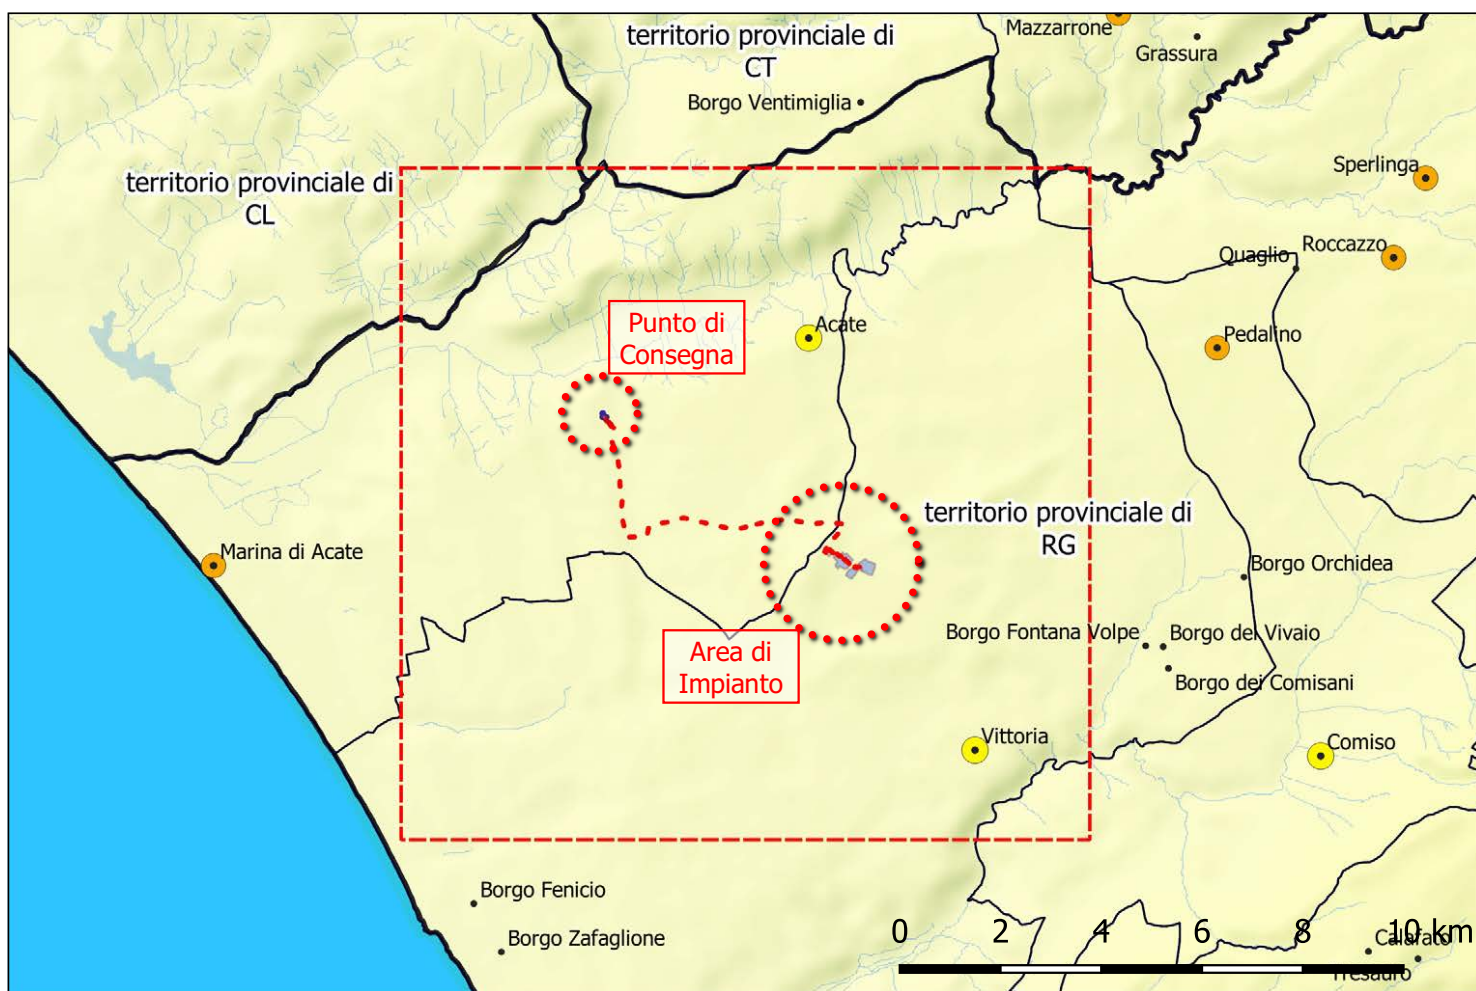 territorio provinciale di
CT
Mazzarrone
Grassura
Borgo Ventimiglia
territorio provinciale di
CL
Sperlinga
Quaglio
Roccazzo
Punto di
Consegna
Acate
Pedalino
territorio provinciale di
RG
Marina di Acate
Borgo Orchidea
Borgo Fontana Volpe
Borgo del Vivaio
Area di
Impianto
Borgo dei Comisani
Vittoria
Comiso
Borgo Fenicio
Borgo Zafaglione
0 2 4 6 8 10 km
Calafato
Tresauro